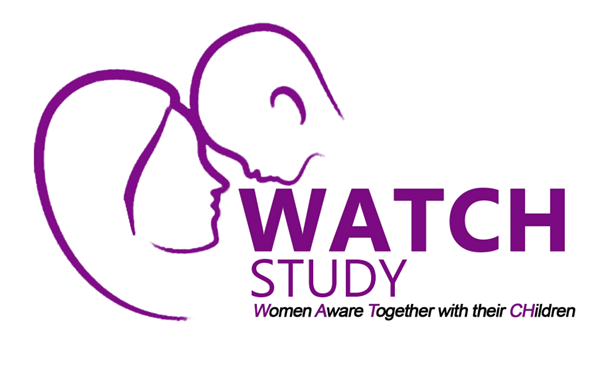 WATCH
STUDY
Women Aware Together with their CHildren